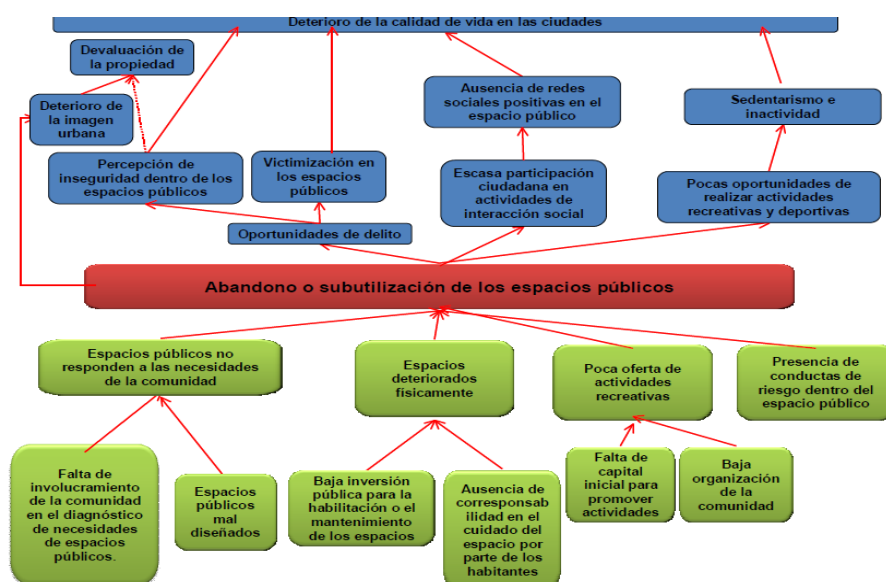 Deterioro de la calidad de vida en las ciudades
Devaluación de
la propiedad
Deterioro de
la imagen
urbana
Ausencia de redes
sociales positivas en el
espacio público
Sedentarismo e
inactividad
Percepción de
inseguridad dentro de los
espacios públicos
Victimización en
los espacios
públicos
Escasa participación
ciudadana en
actividades de
interacción social
Pocas oportunidades de
realizar actividades
recreativas y deportivas
Oportunidades de delito
Abandono o subutilización de los espacios públicos
Espacios públicos no
responden a las necesidades
de la comunidad
Espacios
deteriorados
físicamente
Poca oferta de
actividades
recreativas
Presencia de
conductas de
riesgo dentro del
espacio público
Falta de
involucramiento
de la comunidad
en el diagnóstico
de necesidades
de espacios
públicos.
Espacios
públicos
mal
diseñados
Baja inversión
pública para la
habilitación o el
mantenimiento
de los espacios
Ausencia de
corresponsab
ilidad en el
cuidado del
espacio por
parte de los
habitantes
Falta de
capital
inicial para
promover
actividades
Baja
organización
de la
comunidad